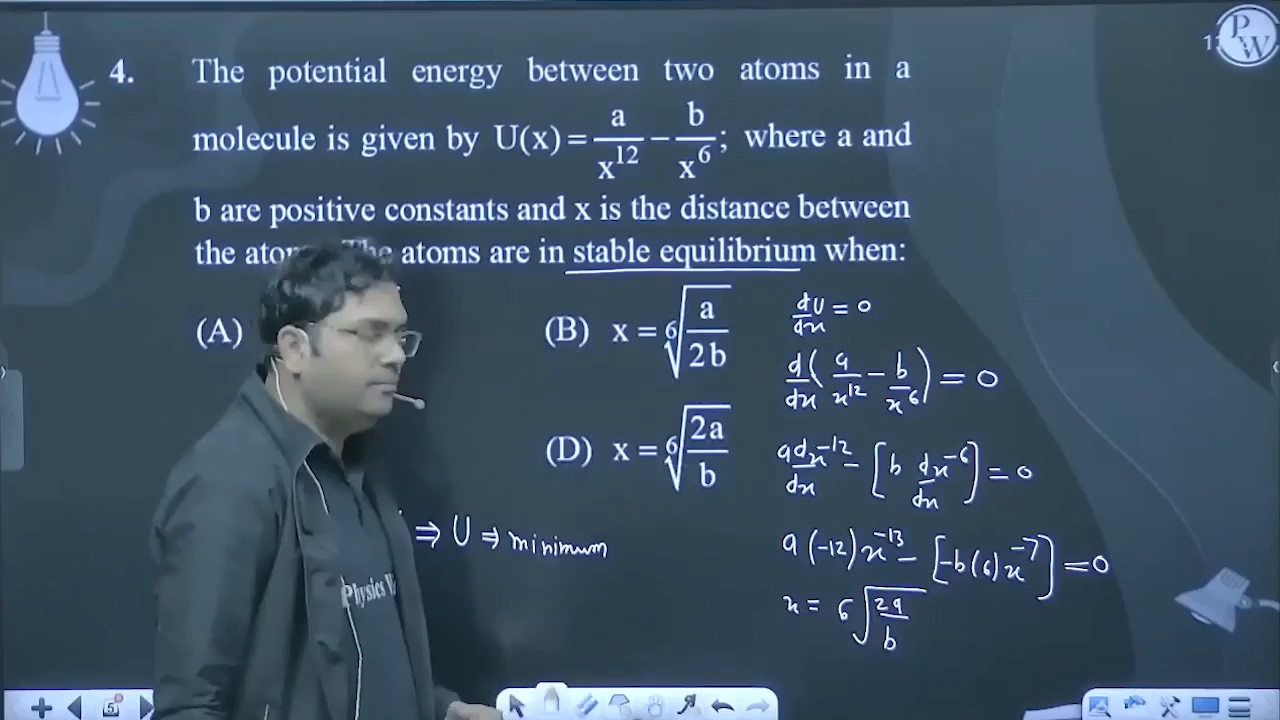 4. The potential energy between two atoms in a
molecule is given by U(x) = a/x¹² − b/x⁶; where a and
b are positive constants and x is the distance between
the atoms are in stable equilibrium when:
(A)
(B) x = ⁶√(a/2b)
(D) x = ⁶√(2a/b)
⇒ U ⇒ minimum
dU/dx = 0
d/dx (a/x¹² − b/x⁶) = 0
a dx⁻¹²/dx − [b dx⁻⁶/dx] = 0
a (-12) x⁻¹³ − [-b(6)x⁻⁷] = 0
x = 6√(2a/b)
PW
Physics
5